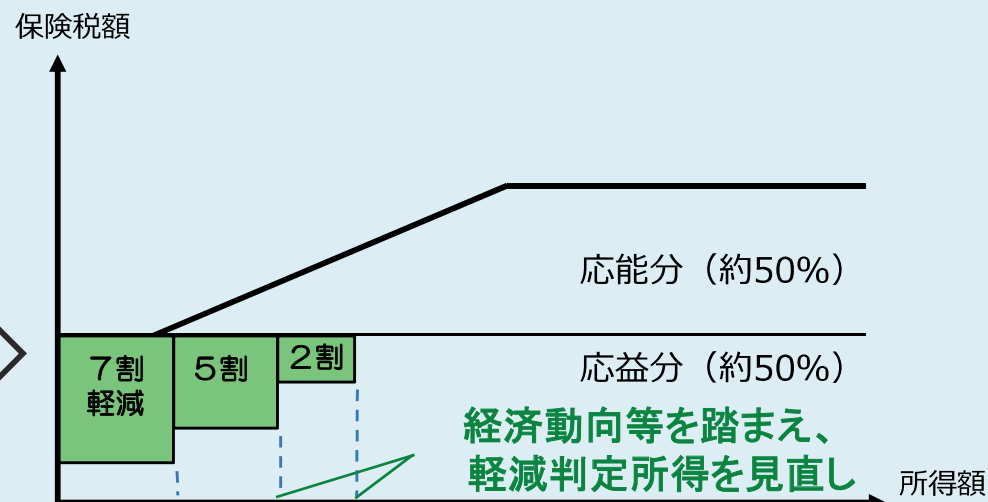 保険税額
応能分（約50%）
７割
軽減
５割
２割
応益分（約50%）
経済動向等を踏まえ、
軽減判定所得を見直し
所得額